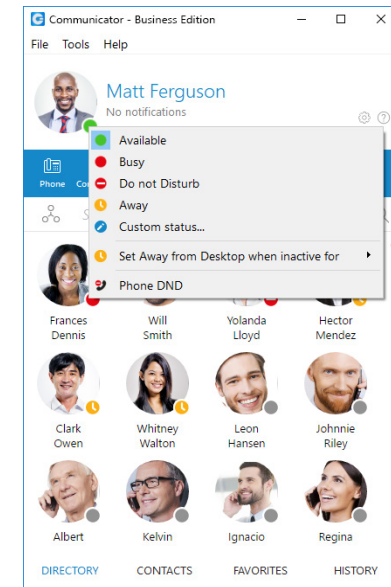 Communicator - Business Edition
File Tools Help
Matt Ferguson
No notifications
Available
Busy
Do not Disturb
Away
Custom status...
Set Away from Desktop when inactive for
Phone DND
Phone
Frances Dennis
Will Smith
Yolanda Lloyd
Hector Mendez
Clark Owen
Whitney Walton
Leon Hansen
Johnnie Riley
Albert
Kelvin
Ignacio
Regina
DIRECTORY CONTACTS FAVORITES HISTORY